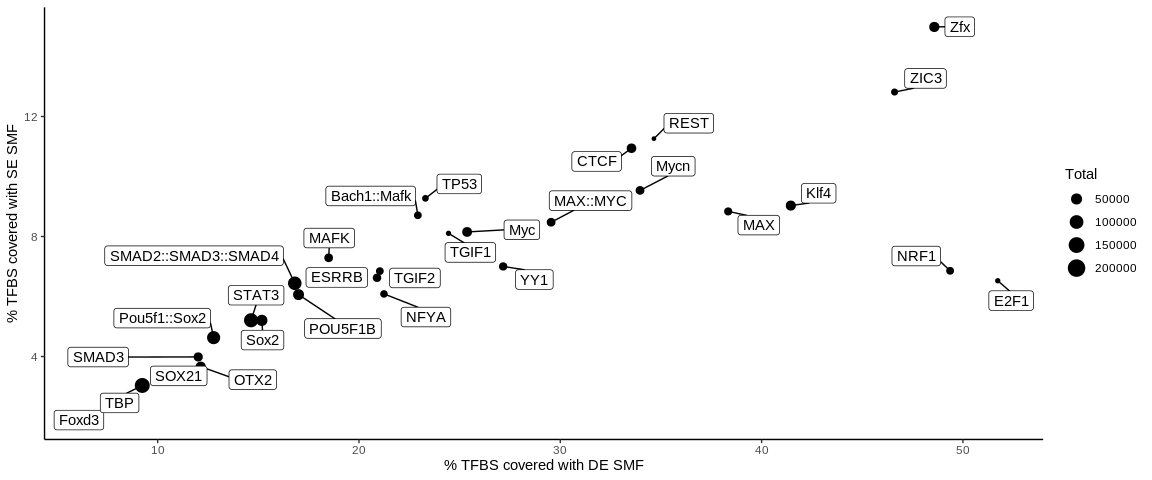 Zfx
ZIC3
12
REST
CTCF
Mycn
TP53
Bach1::Mafk
MAX::MYC
Klf4
MAX
8
MAFK
Myc
TGIF1
SMAD2::SMAD3::SMAD4
ESRRB
TGIF2
YY1
NRF1
E2F1
STAT3
Pou5f1::Sox2
POU5F1B
NFYA
Sox2
4
SMAD3
SOX21
OTX2
TBP
Foxd3
10
20
30
40
50
% TFBS covered with DE SMF
% TFBS covered with SE SMF
Total
50000
100000
150000
200000